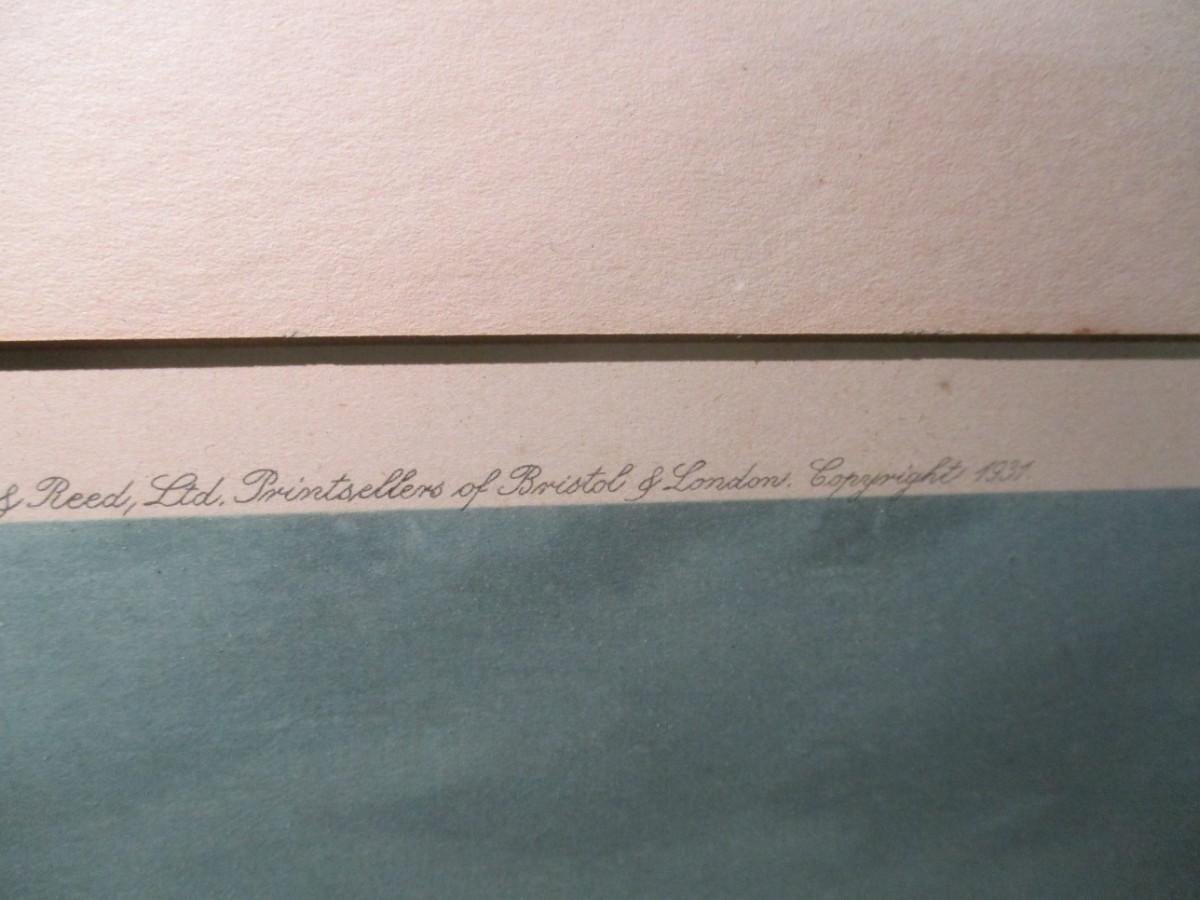 & Reed, Ltd. Printsellers of Bristol & London. Copyright 1931.